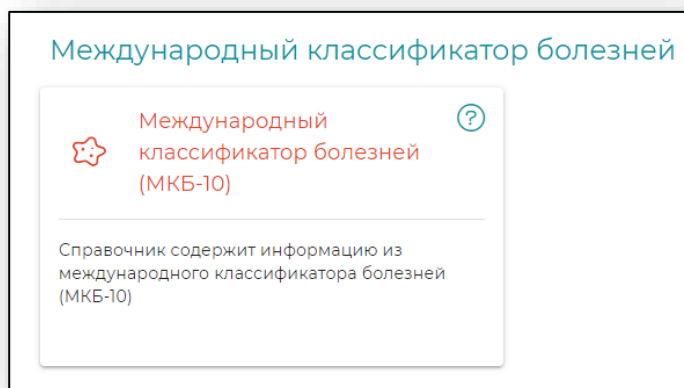 Международный классификатор болезней
Международный
классификатор болезней
(МКБ-10)
?
Справочник содержит информацию из
международного классификатора болезней
(МКБ-10)